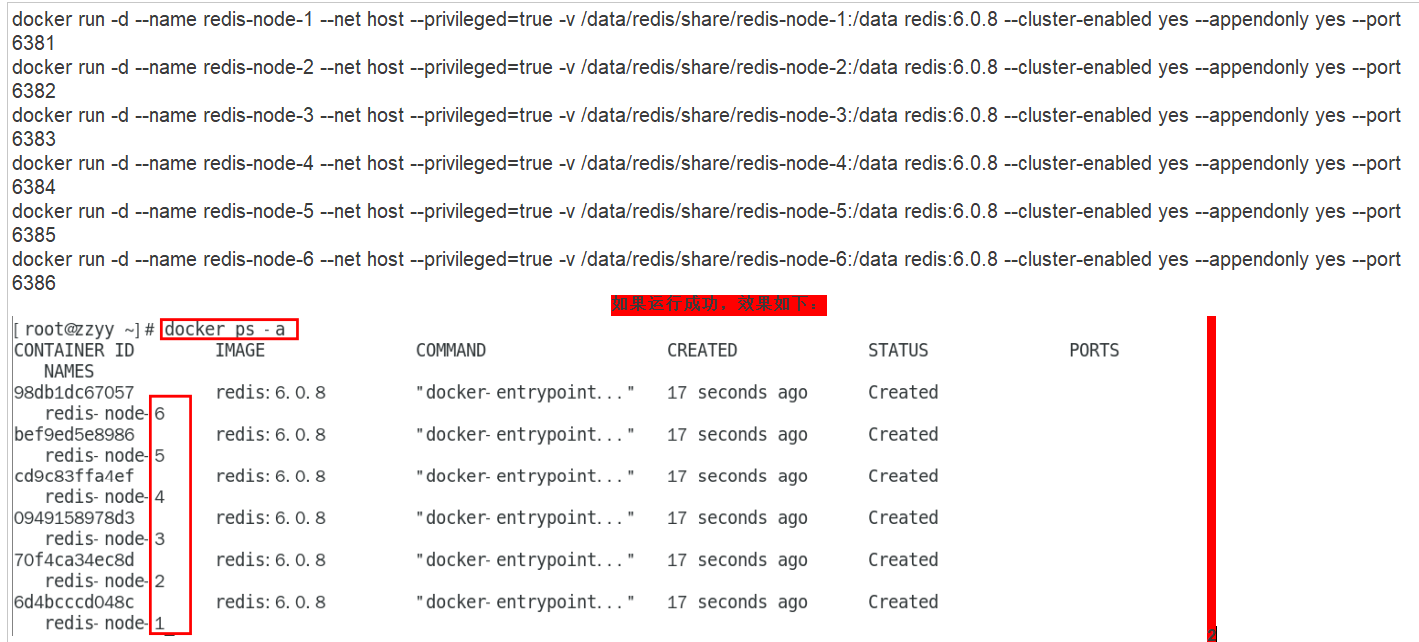 docker run -d --name redis-node-1 --net host --privileged=true -v /data/redis/share/redis-node-1:/data redis:6.0.8 --cluster-enabled yes --appendonly yes --port
6381
docker run -d --name redis-node-2 --net host --privileged=true -v /data/redis/share/redis-node-2:/data redis:6.0.8 --cluster-enabled yes --appendonly yes --port
6382
docker run -d --name redis-node-3 --net host --privileged=true -v /data/redis/share/redis-node-3:/data redis:6.0.8 --cluster-enabled yes --appendonly yes --port
6383
docker run -d --name redis-node-4 --net host --privileged=true -v /data/redis/share/redis-node-4:/data redis:6.0.8 --cluster-enabled yes --appendonly yes --port
6384
docker run -d --name redis-node-5 --net host --privileged=true -v /data/redis/share/redis-node-5:/data redis:6.0.8 --cluster-enabled yes --appendonly yes --port
6385
docker run -d --name redis-node-6 --net host --privileged=true -v /data/redis/share/redis-node-6:/data redis:6.0.8 --cluster-enabled yes --appendonly yes --port
6386
如果运行成功，效果如下：
[root@zzyy ~]# docker ps -a
CONTAINER ID IMAGE COMMAND CREATED STATUS PORTS
NAMES
98db1dc67057 redis:6.0.8 "docker-entrypoint..." 17 seconds ago Created
redis-node-6
bef9ed5e8986 redis:6.0.8 "docker-entrypoint..." 17 seconds ago Created
redis-node-5
cd9c83ffa4ef redis:6.0.8 "docker-entrypoint..." 17 seconds ago Created
redis-node-4
0949158978d3 redis:6.0.8 "docker-entrypoint..." 17 seconds ago Created
redis-node-3
70f4ca34ec8d redis:6.0.8 "docker-entrypoint..." 17 seconds ago Created
redis-node-2
6d4bcccd048c redis:6.0.8 "docker-entrypoint..." 17 seconds ago Created
redis-node-1